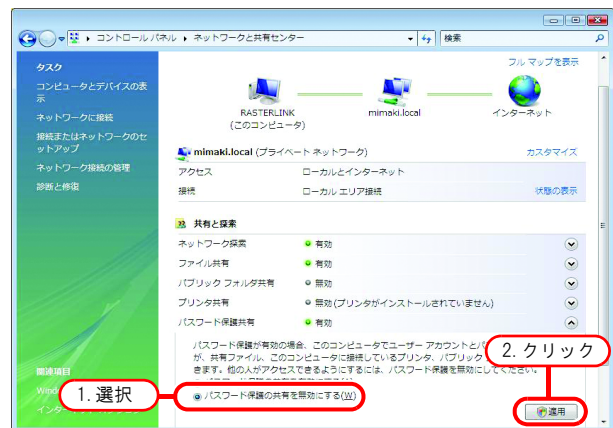 コントロール パネル ▸ ネットワークと共有センター
検索
タスク
コンピュータとデバイスの表示
ネットワークに接続
接続またはネットワークのセットアップ
ネットワーク接続の管理
診断と修復
関連項目
フル マップを表示
RASTERLINK
(このコンピュータ)
mimaki.local
インターネット
mimaki.local (プライベート ネットワーク)
カスタマイズ
アクセス
ローカルとインターネット
接続
ローカル エリア接続
状態の表示
共有と探索
ネットワーク探索
有効
ファイル共有
有効
パブリック フォルダ共有
無効
プリンタ共有
無効(プリンタがインストールされていません)
パスワード保護共有
有効
パスワード保護が有効の場合、このコンピュータでユーザー アカウントとパ
が、共有ファイル、このコンピュータに接続しているプリンタ、パブリック
きます。他の人がアクセスできるようにするには、パスワード保護を無効にしてください。
パスワード保護の共有を無効にする(W)
適用
1. 選択
2. クリック